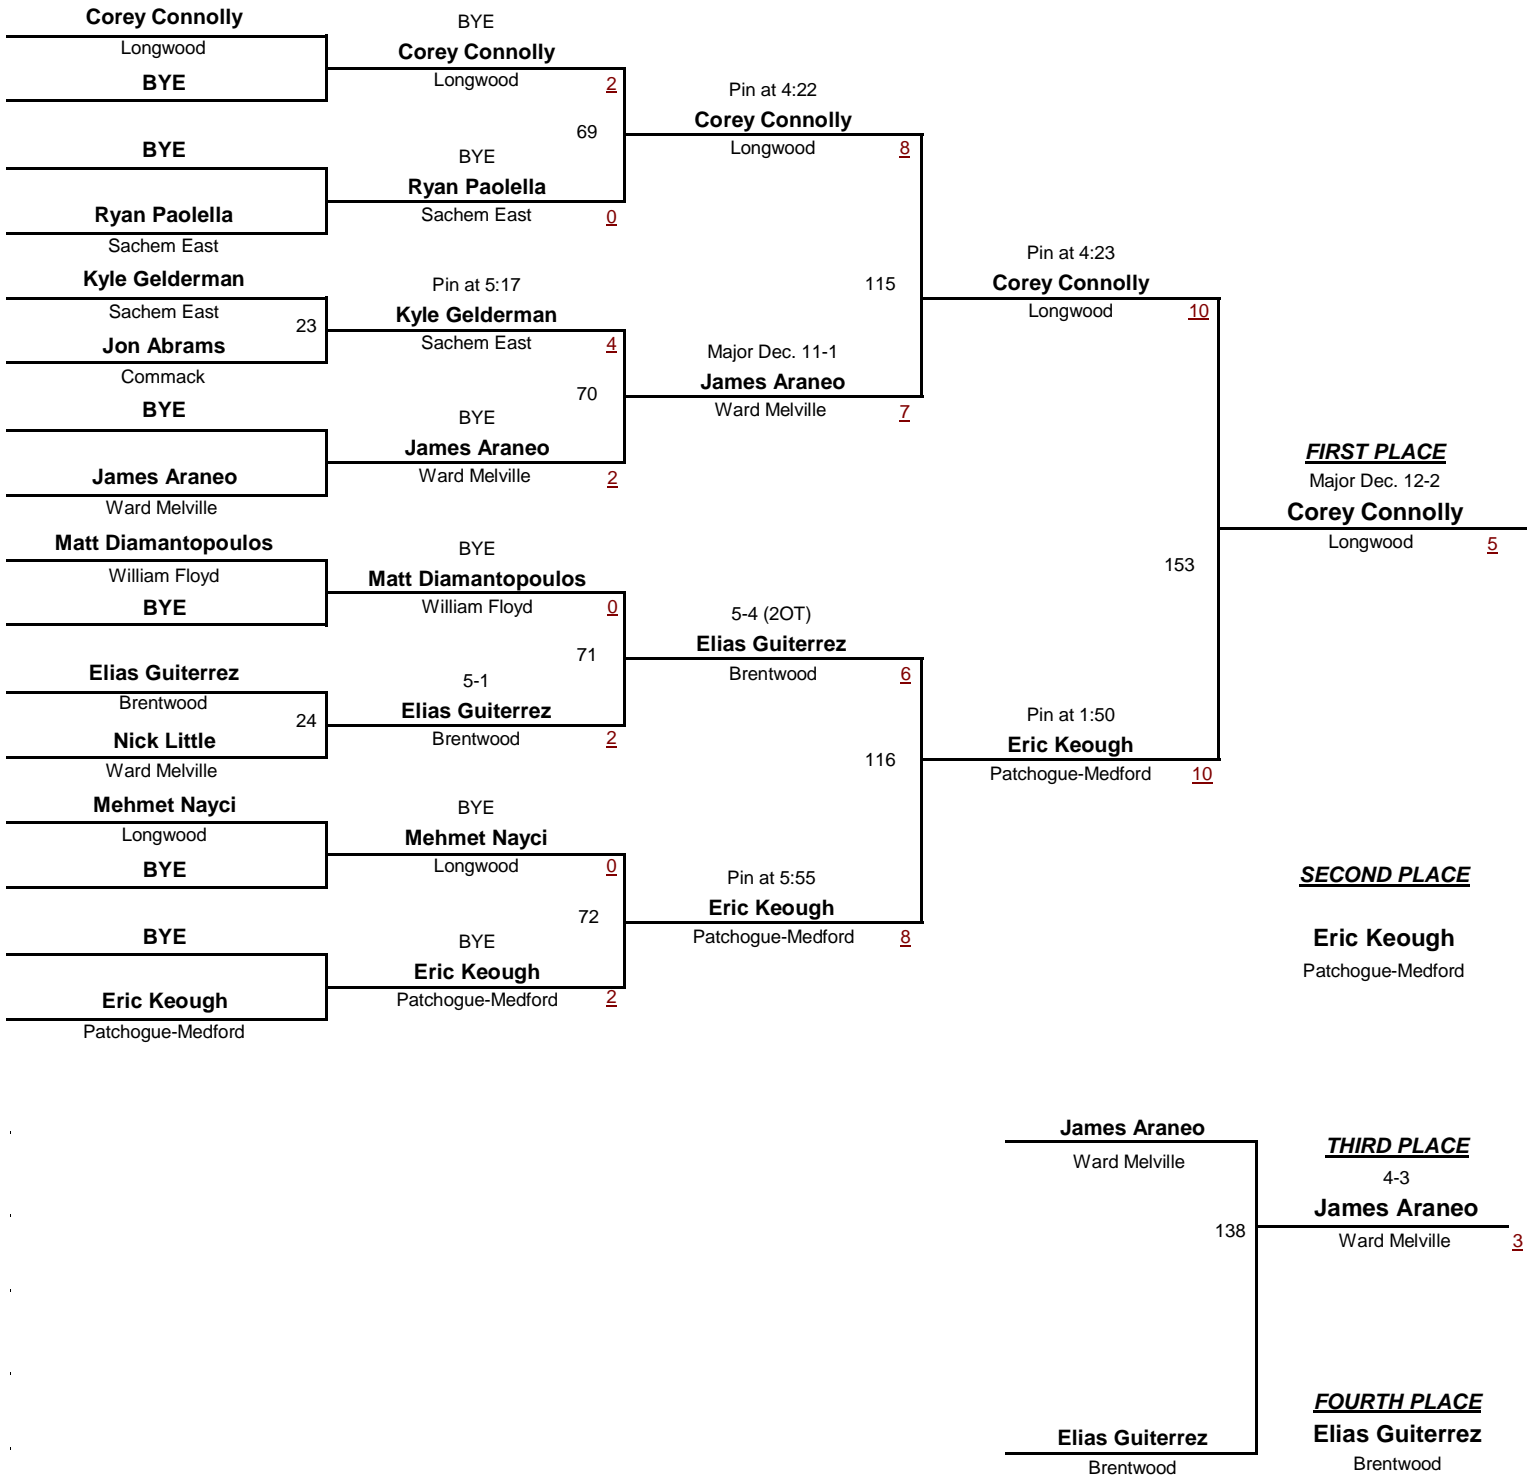 Corey Connolly
Longwood
BYE
BYE
Ryan Paolella
Sachem East
Kyle Gelderman
Sachem East
23
Jon Abrams
Commack
BYE
James Araneo
Ward Melville
Matt Diamantopoulos
William Floyd
BYE
Elias Guiterrez
Brentwood
24
Nick Little
Ward Melville
Mehmet Nayci
Longwood
BYE
BYE
Eric Keough
Patchogue-Medford
BYE
Corey Connolly
Longwood 2
69
BYE
Ryan Paolella
Sachem East 0
Pin at 5:17
Kyle Gelderman
Sachem East 4
70
BYE
James Araneo
Ward Melville 2
BYE
Matt Diamantopoulos
William Floyd 0
71
5-1
Elias Guiterrez
Brentwood 2
BYE
Mehmet Nayci
Longwood 0
72
BYE
Eric Keough
Patchogue-Medford 2
Pin at 4:22
Corey Connolly
Longwood 8
115
Major Dec. 11-1
James Araneo
Ward Melville 7
5-4 (2OT)
Elias Guiterrez
Brentwood 6
116
Pin at 5:55
Eric Keough
Patchogue-Medford 8
Pin at 4:23
Corey Connolly
Longwood 10
153
Pin at 1:50
Eric Keough
Patchogue-Medford 10
FIRST PLACE
Major Dec. 12-2
Corey Connolly
Longwood 5
SECOND PLACE
Eric Keough
Patchogue-Medford
James Araneo
Ward Melville
138
Elias Guiterrez
Brentwood
THIRD PLACE
4-3
James Araneo
Ward Melville 3
FOURTH PLACE
Elias Guiterrez
Brentwood